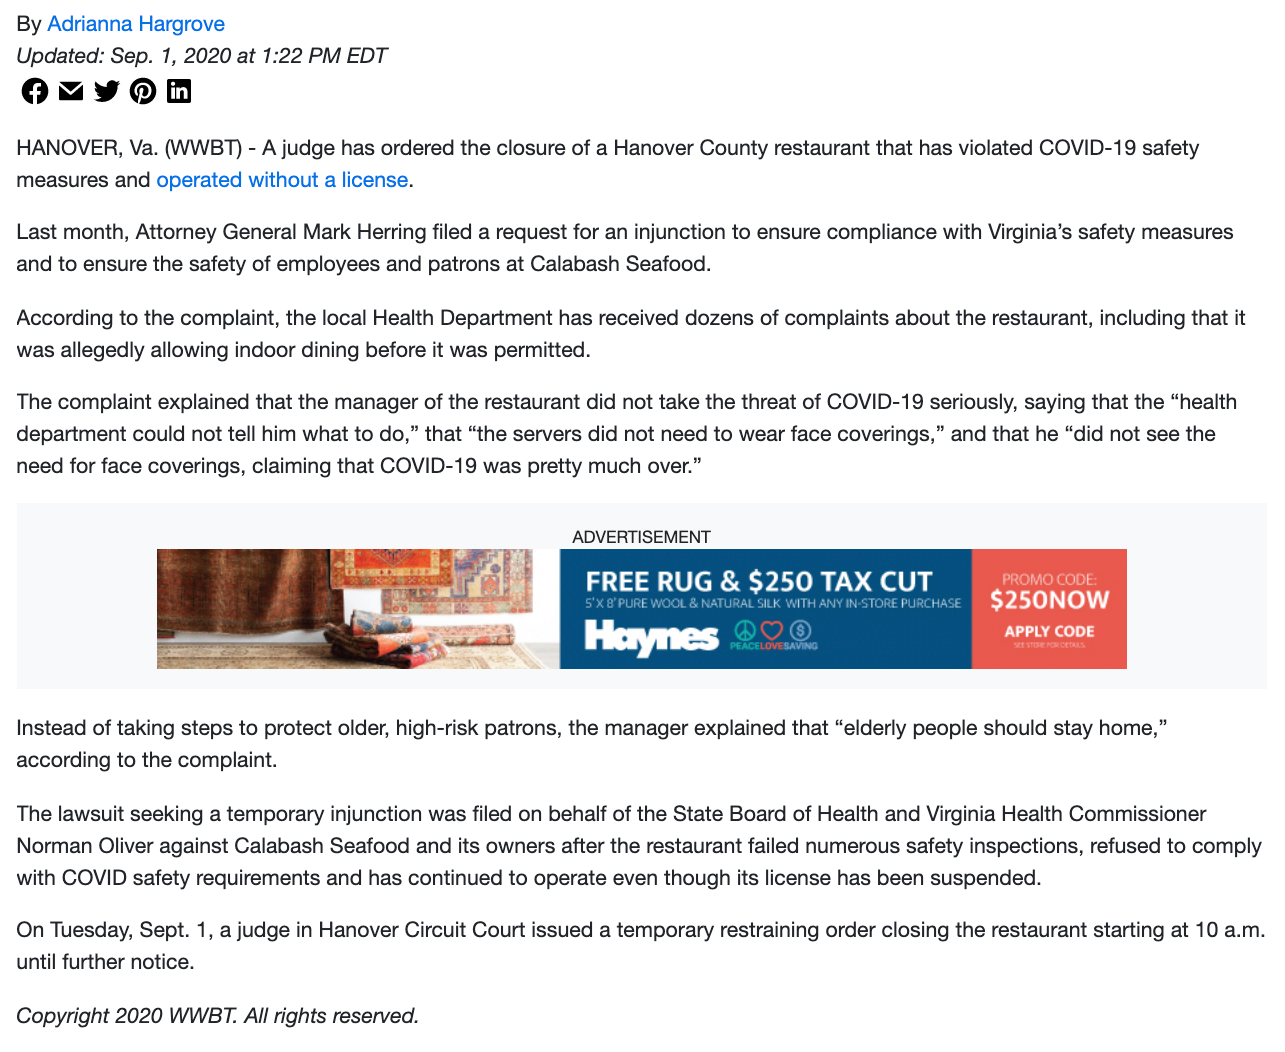 By Adrianna Hargrove
Updated: Sep. 1, 2020 at 1:22 PM EDT
HANOVER, Va. (WWBT) - A judge has ordered the closure of a Hanover County restaurant that has violated COVID-19 safety
measures and operated without a license.
Last month, Attorney General Mark Herring filed a request for an injunction to ensure compliance with Virginia’s safety measures
and to ensure the safety of employees and patrons at Calabash Seafood.
According to the complaint, the local Health Department has received dozens of complaints about the restaurant, including that it
was allegedly allowing indoor dining before it was permitted.
The complaint explained that the manager of the restaurant did not take the threat of COVID-19 seriously, saying that the “health
department could not tell him what to do,” that “the servers did not need to wear face coverings,” and that he “did not see the
need for face coverings, claiming that COVID-19 was pretty much over.”
ADVERTISEMENT
FREE RUG & $250 TAX CUT
5'X 8' PURE WOOL & NATURAL SILK WITH ANY IN-STORE PURCHASE
Haynes
PEACELOVESAVING
PROMO CODE:
$250NOW
APPLY CODE
SEE STORE FOR DETAILS.
Instead of taking steps to protect older, high-risk patrons, the manager explained that “elderly people should stay home,”
according to the complaint.
The lawsuit seeking a temporary injunction was filed on behalf of the State Board of Health and Virginia Health Commissioner
Norman Oliver against Calabash Seafood and its owners after the restaurant failed numerous safety inspections, refused to comply
with COVID safety requirements and has continued to operate even though its license has been suspended.
On Tuesday, Sept. 1, a judge in Hanover Circuit Court issued a temporary restraining order closing the restaurant starting at 10 a.m.
until further notice.
Copyright 2020 WWBT. All rights reserved.